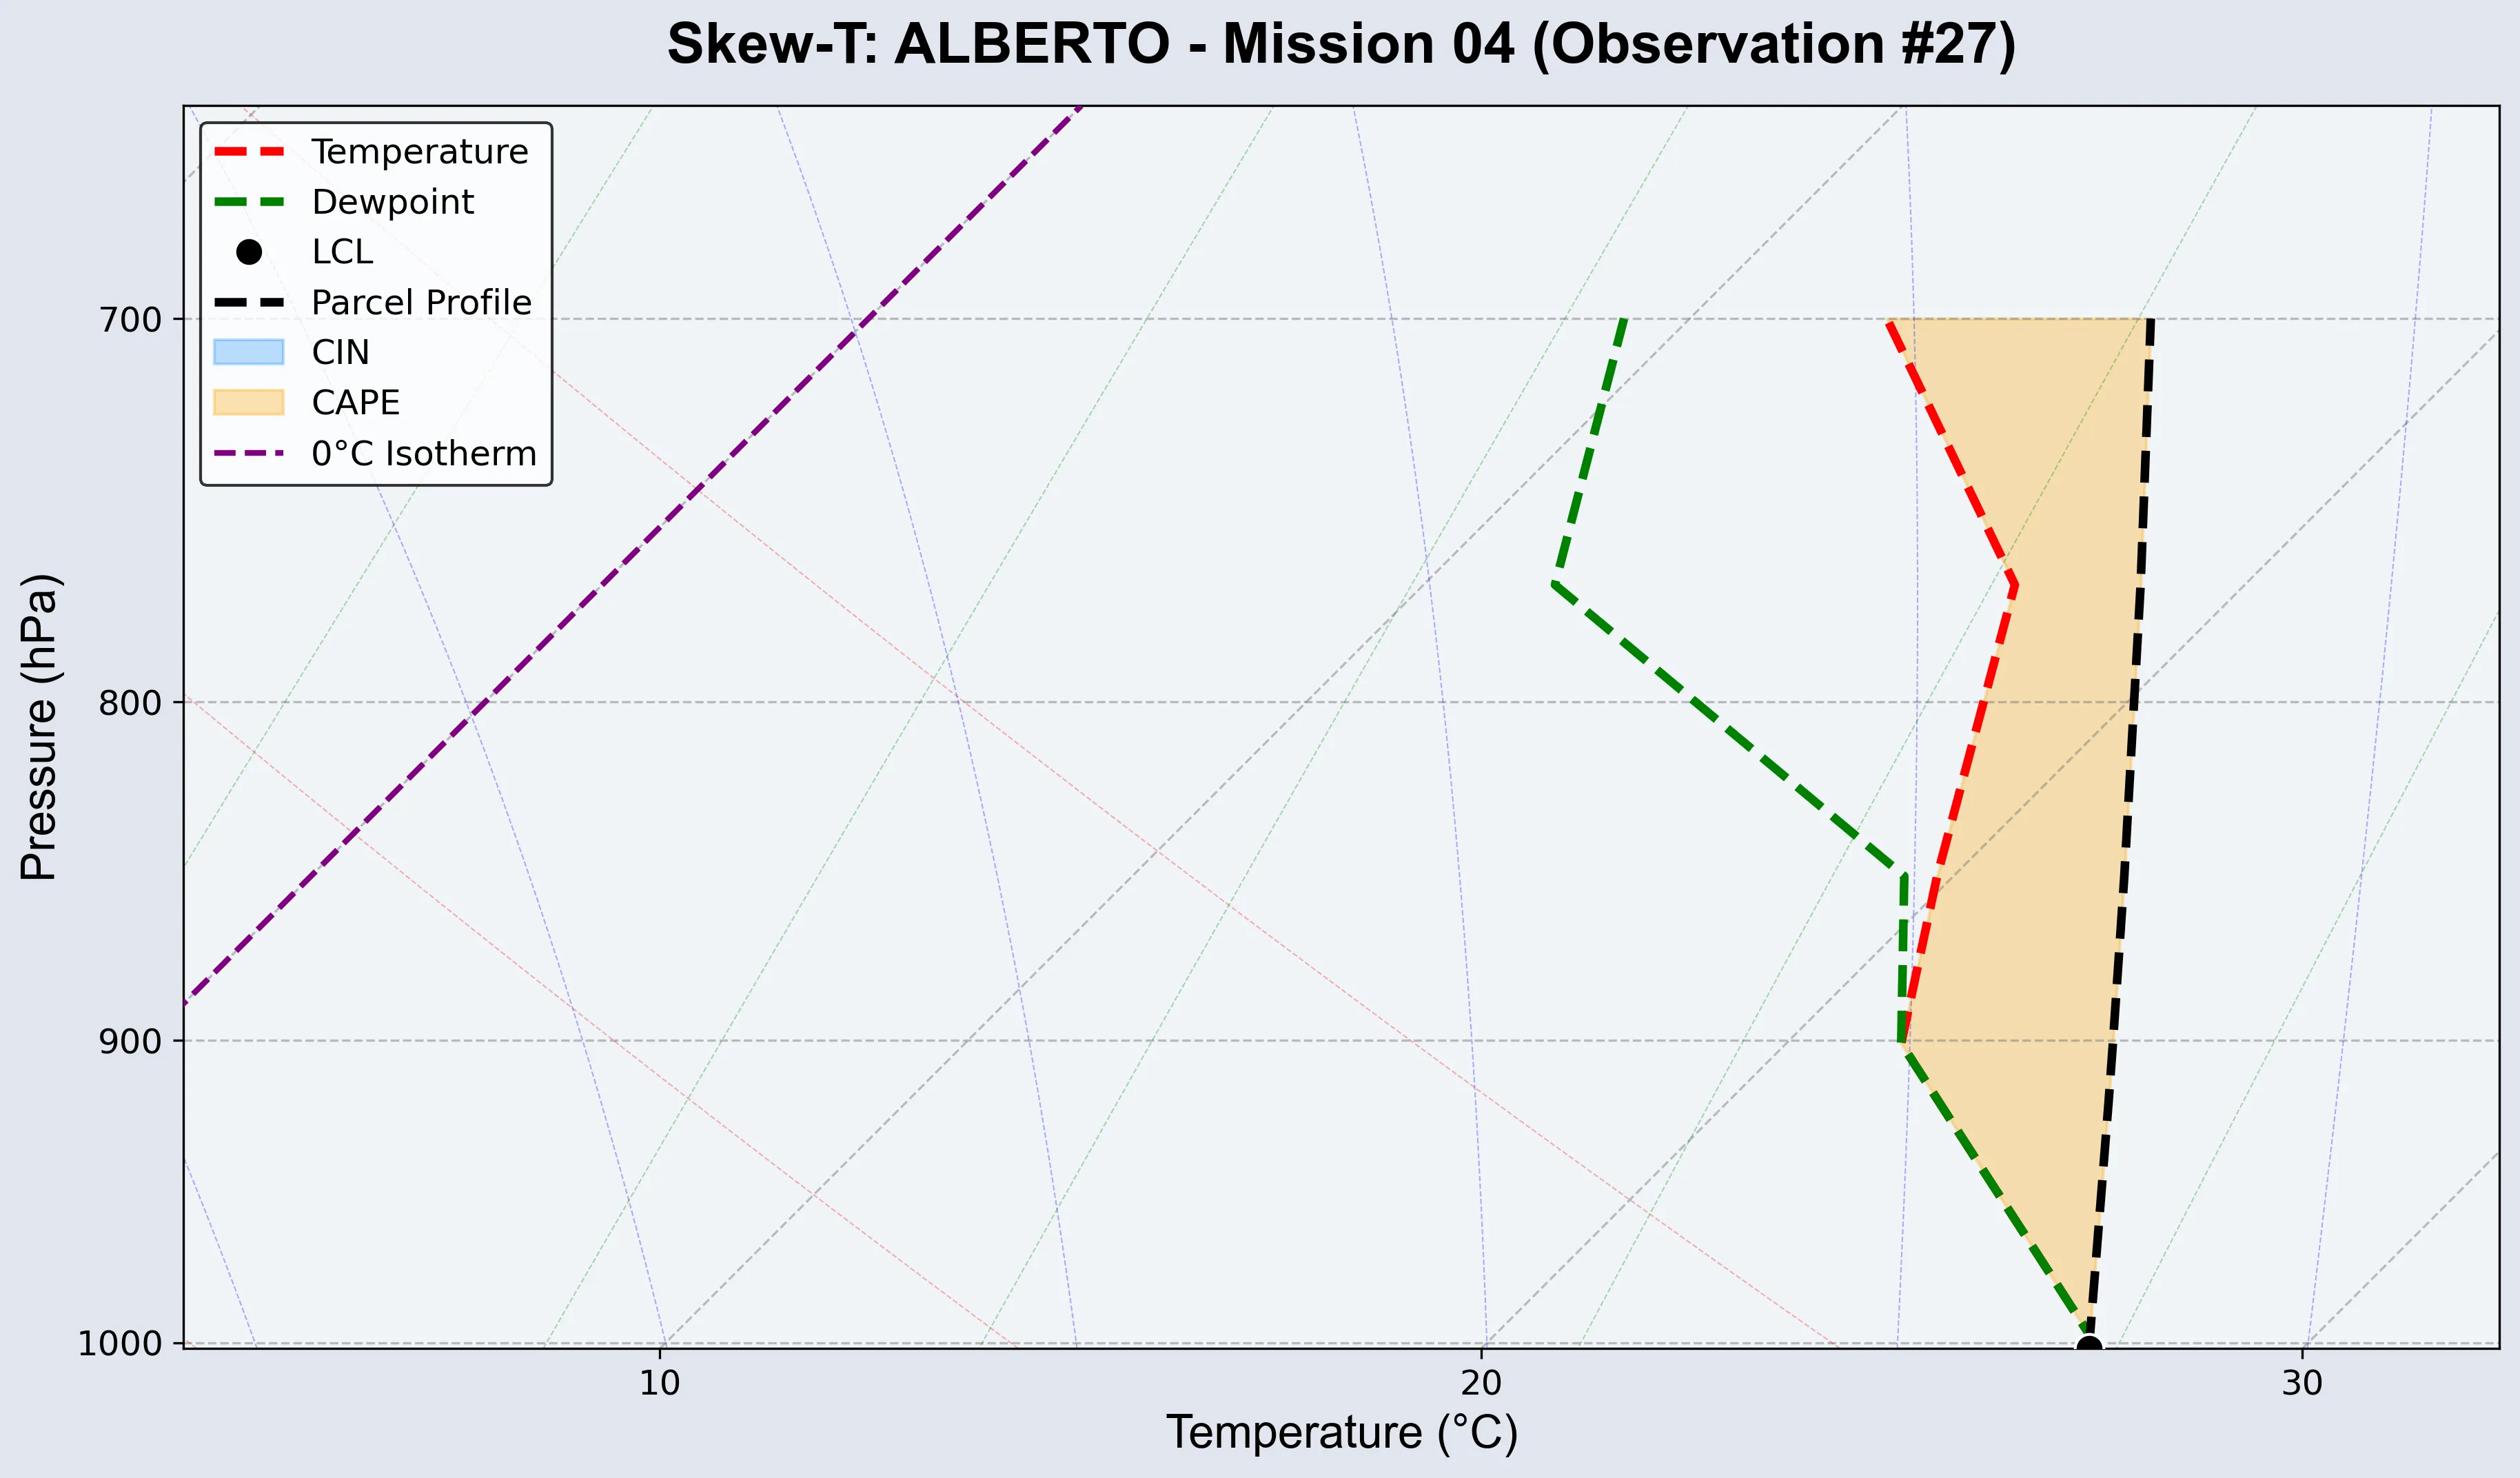 Skew-T: ALBERTO - Mission 04 (Observation #27)
Temperature
Dewpoint
LCL
Parcel Profile
CIN
CAPE
0°C Isotherm
Pressure (hPa)
700
800
900
1000
10
20
30
Temperature (°C)